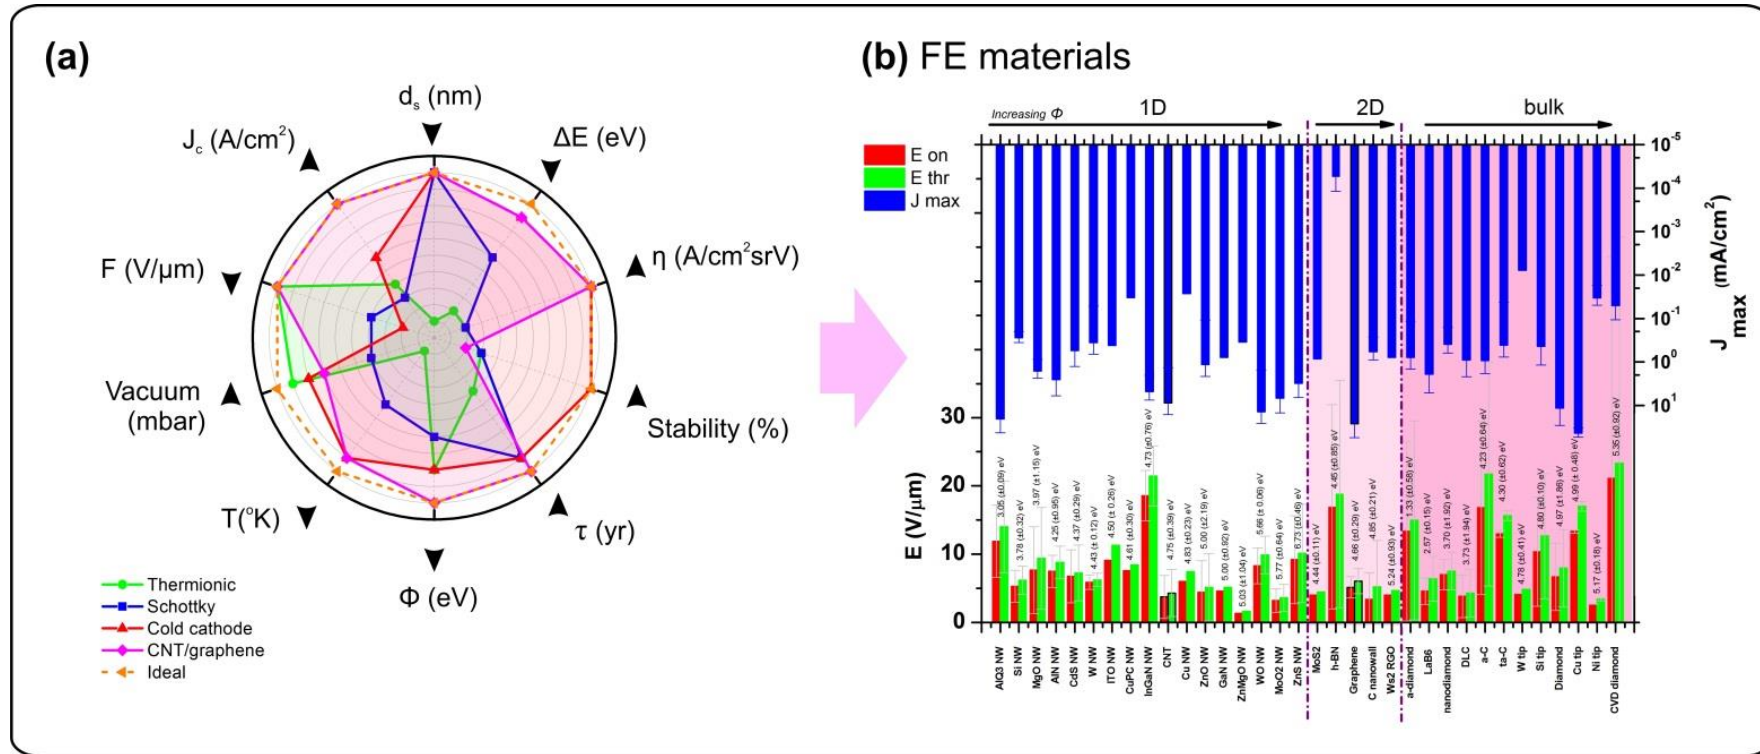 (a)
d_s (nm)
ΔE (eV)
η (A/cm²srV)
Stability (%)
τ (yr)
Φ (eV)
T(°K)
Vacuum
(mbar)
F (V/μm)
J_c (A/cm²)
Thermionic
Schottky
Cold cathode
CNT/graphene
Ideal
(b) FE materials
Increasing Φ
1D
2D
bulk
E on
E thr
J max
10⁻⁵
10⁻⁴
10⁻³
10⁻²
10⁻¹
10⁰
10¹
J max (mA/cm²)
30
20
10
0
E (V/μm)
3.05 (±0.09) eV
3.78 (±0.32) eV
3.97 (±1.15) eV
4.25 (±0.95) eV
4.37 (±0.29) eV
4.43 (± 0.12) eV
4.50 (± 0.26) eV
4.61 (±0.30) eV
4.73 (±0.76) eV
4.75 (±0.39) eV
4.83 (±0.23) eV
5.00 (±2.19) eV
5.00 (±0.92) eV
5.03 (±1.04) eV
5.66 (± 0.06) eV
5.77 (±0.64) eV
6.73 (±0.46) eV
4.44 (±0.11) eV
4.45 (±0.85) eV
4.66 (±0.29) eV
4.85 (±0.21) eV
5.24 (±0.93) eV
1.33 (±0.58) eV
2.57 (±0.15) eV
3.70 (±1.92) eV
3.73 (±1.94) eV
4.23 (±0.64) eV
4.30 (±0.62) eV
4.78 (±0.41) eV
4.80 (±0.10) eV
4.97 (±1.86) eV
4.99 (± 0.48) eV
5.17 (±0.18) eV
5.35 (±0.92) eV
AlQ3 NW
Si NW
MgO NW
AlN NW
CdS NW
W NW
ITO NW
CuPC NW
InGaN NW
CNT
Cu NW
ZnO NW
GaN NW
ZnMgO NW
WO NW
MoO2 NW
ZnS NW
MoS2
h-BN
Graphene
C nanowall
Ws2 RGO
a-diamond
LaB6
nanodiamond
DLC
a-C
ta-C
W tip
Si tip
Diamond
Cu tip
Ni tip
CVD diamond